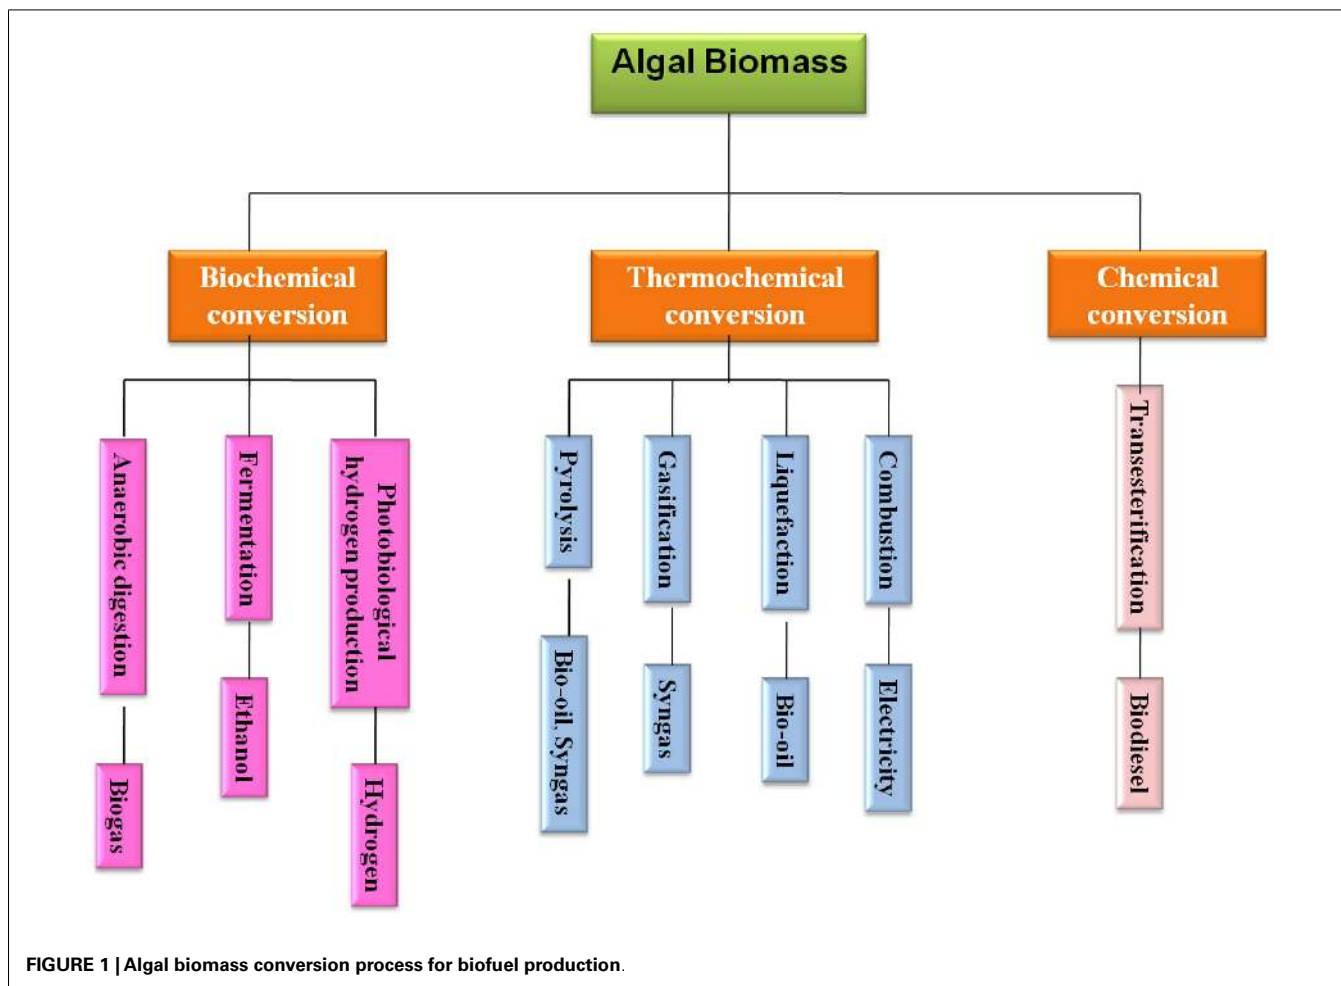 Algal Biomass
Biochemical
conversion
Thermochemical
conversion
Chemical
conversion
Anaerobic digestion
Fermentation
Photobiological
hydrogen production
Pyrolysis
Gasification
Liquefaction
Combustion
Transesterification
Biogas
Ethanol
Hydrogen
Bio-oil, Syngas
Syngas
Bio-oil
Electricity
Biodiesel
FIGURE 1 | Algal biomass conversion process for biofuel production.